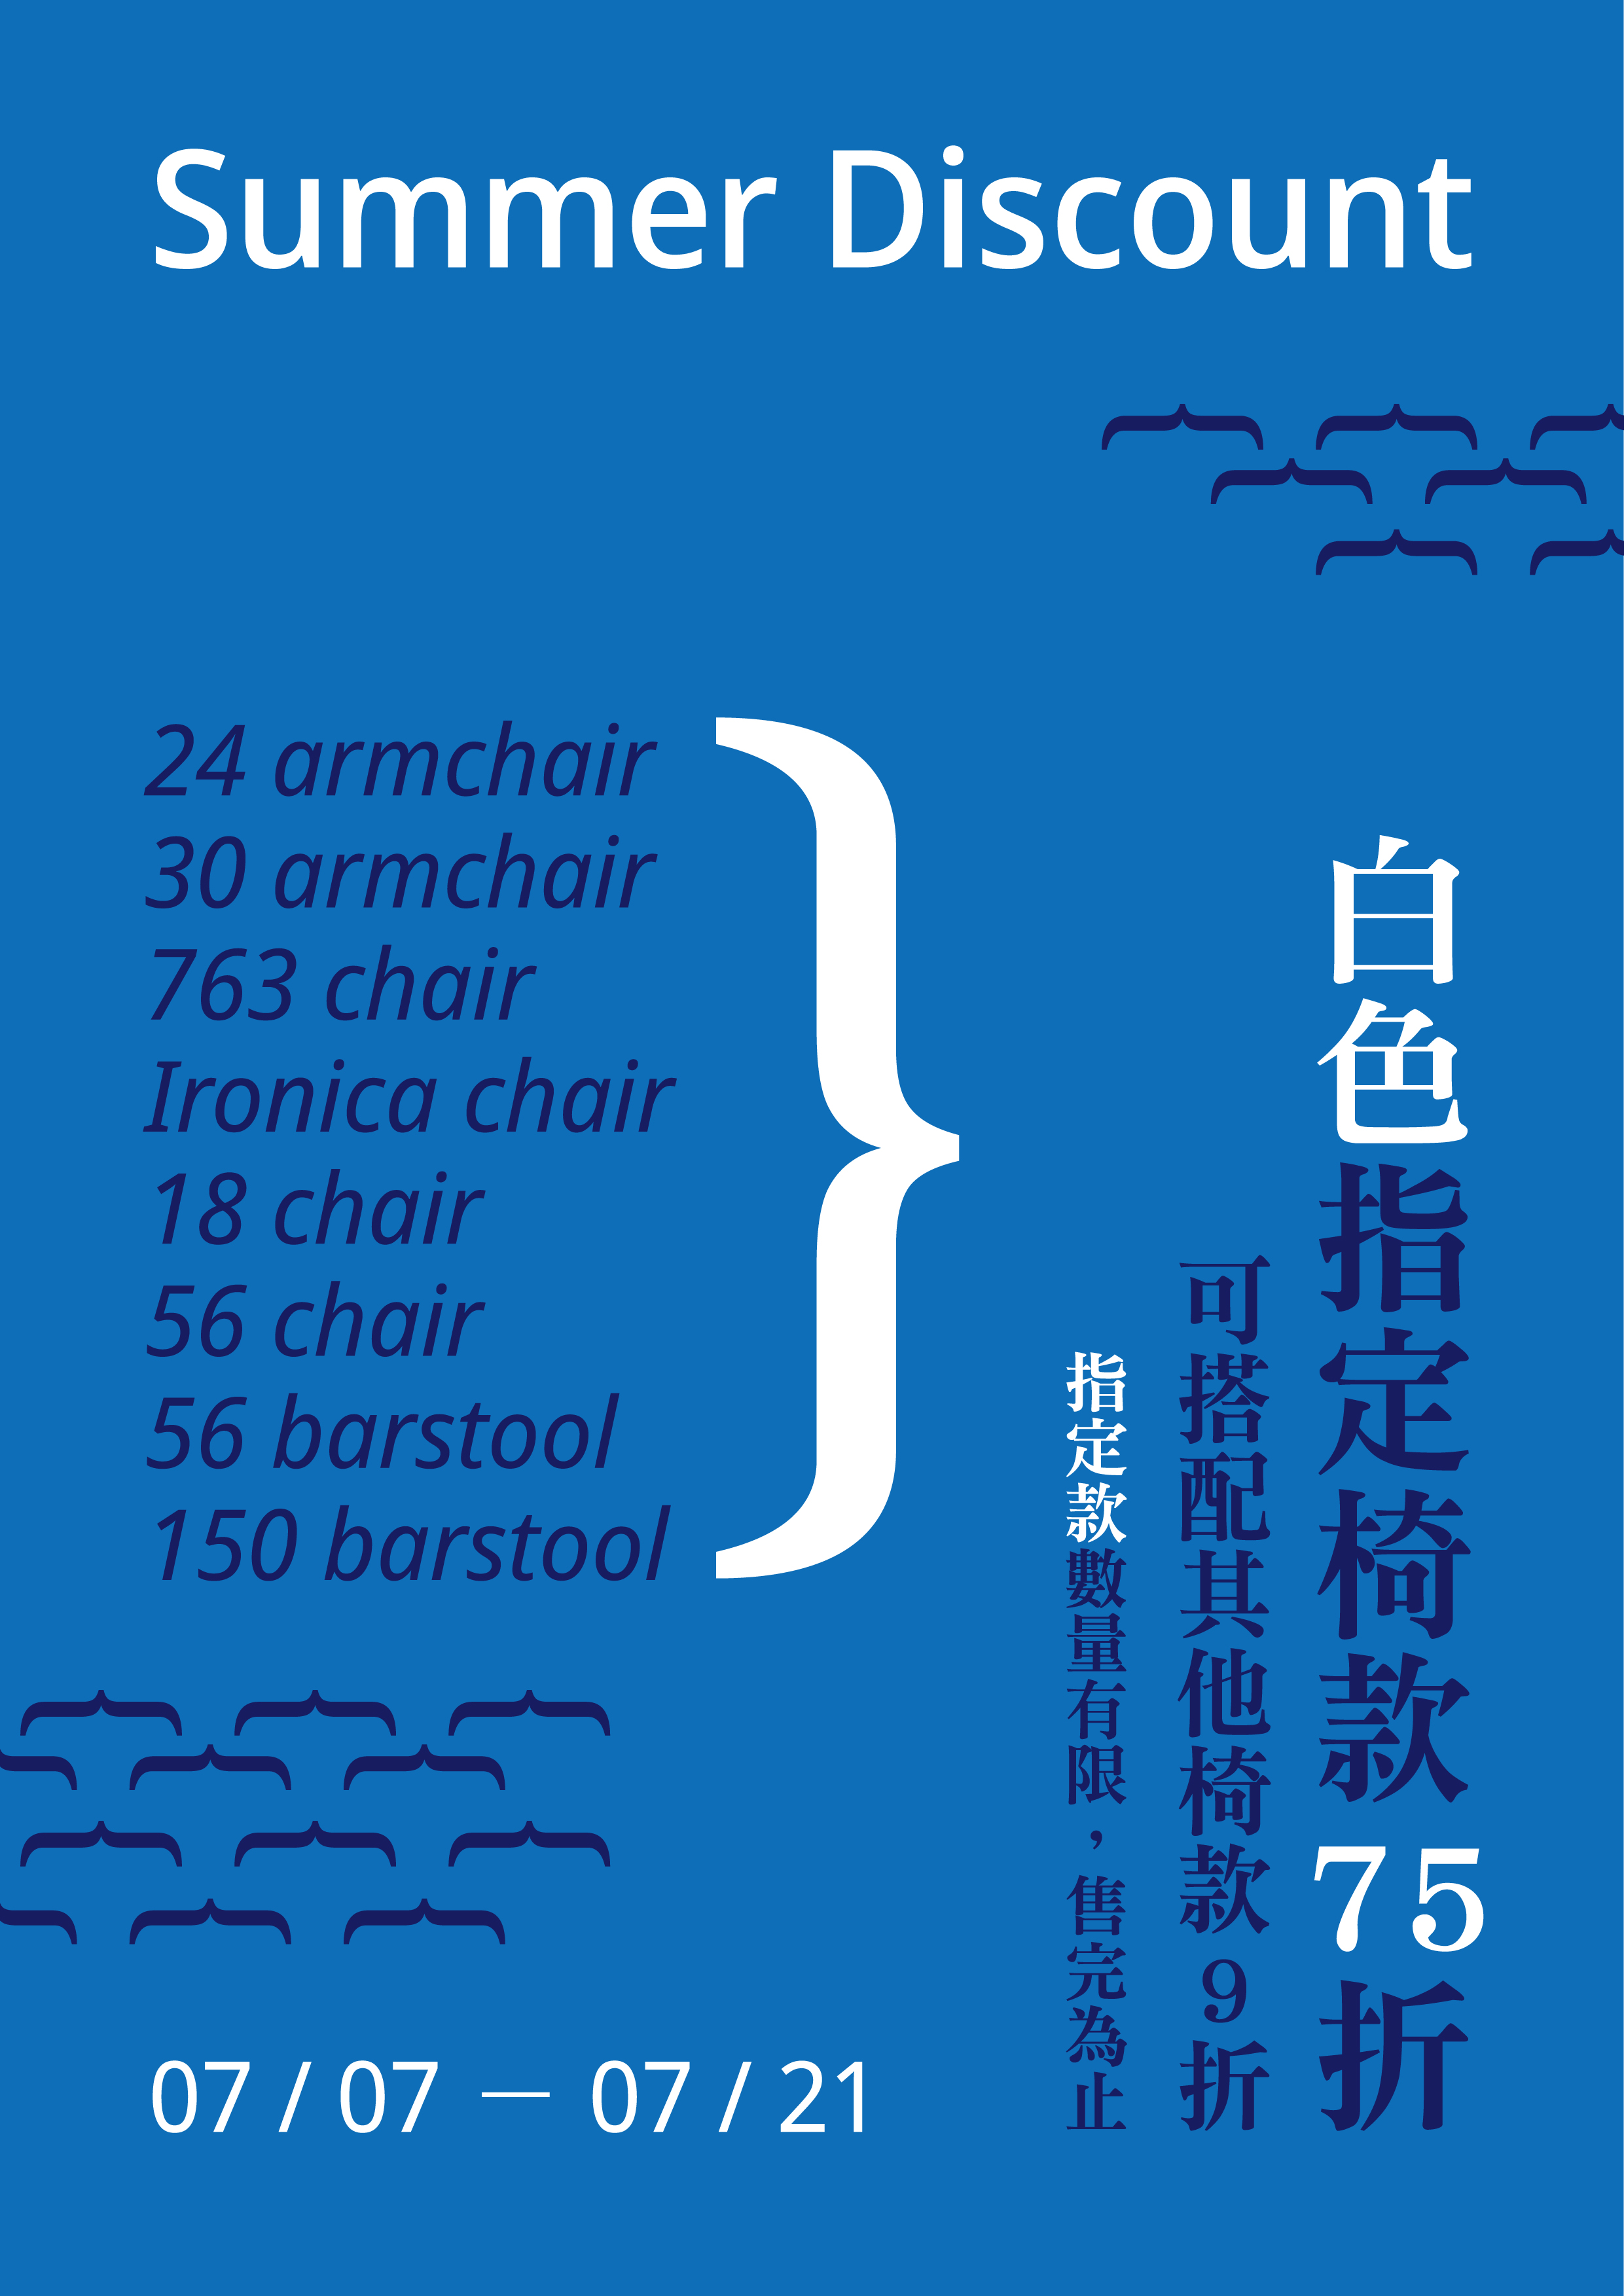 Summer Discount
24 armchair
30 armchair
763 chair
Ironica chair
18 chair
56 chair
56 barstool
150 barstool
白色指定椅款75折
可搭配其他椅款9折
指定款數量有限，售完為止
07 / 07 — 07 / 21